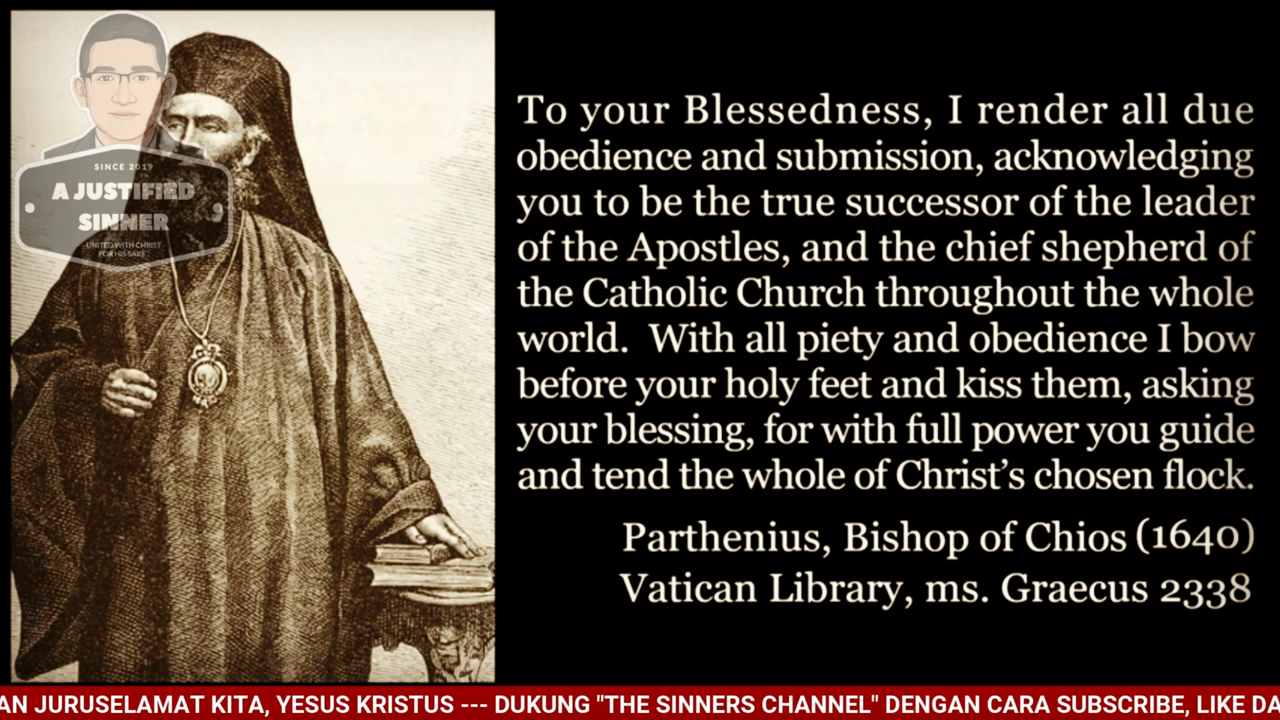 SINCE 2019
A JUSTIFIED
SINNER
UNITED WITH CHRIST
FOR HIS SAKE
To your Blessedness, I render all due
obedience and submission, acknowledging
you to be the true successor of the leader
of the Apostles, and the chief shepherd of
the Catholic Church throughout the whole
world.  With all piety and obedience I bow
before your holy feet and kiss them, asking
your blessing, for with full power you guide
and tend the whole of Christ’s chosen flock.
Parthenius, Bishop of Chios (1640)
Vatican Library, ms. Graecus 2338
AN JURUSELAMAT KITA, YESUS KRISTUS --- DUKUNG "THE SINNERS CHANNEL" DENGAN CARA SUBSCRIBE, LIKE DA